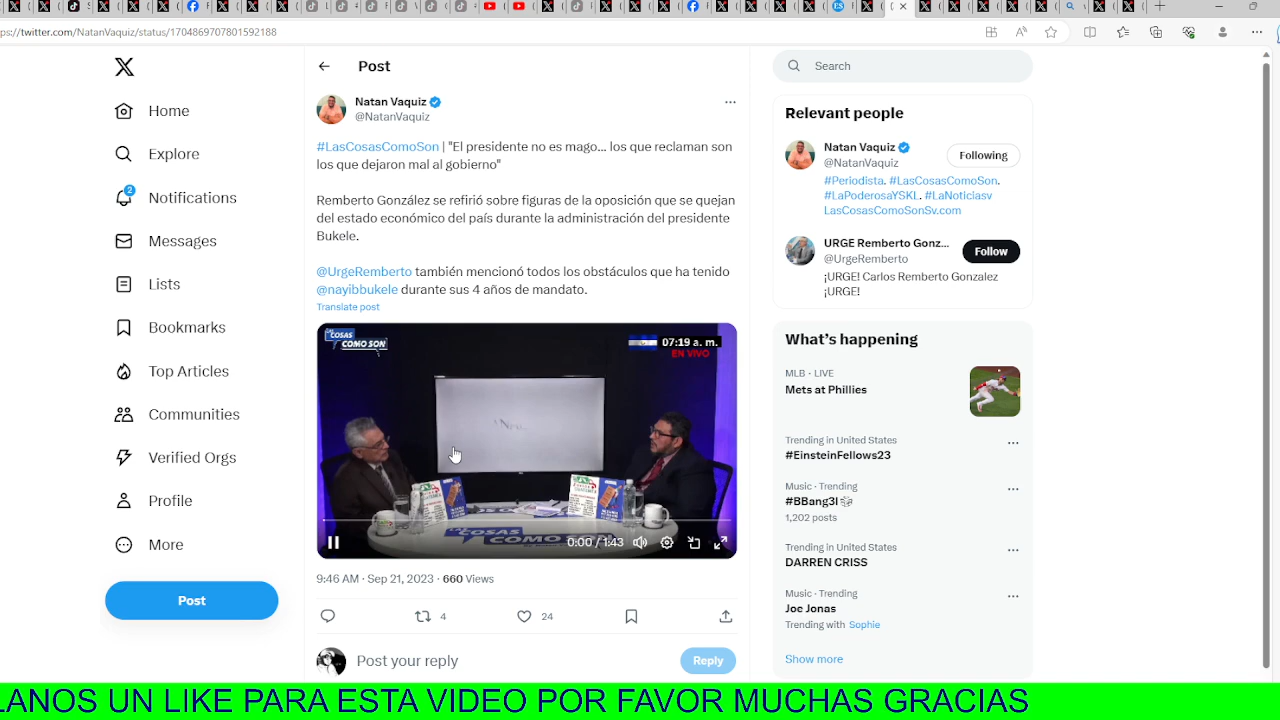 ps://twitter.com/NatanVaquiz/status/1704869707801592188
Post
Search
Home
Explore
2
Notifications
Messages
Lists
Bookmarks
Top Articles
Communities
Verified Orgs
Profile
More
Post
Natan Vaquiz
@NatanVaquiz
#LasCosasComoSon | "El presidente no es mago... los que reclaman son
los que dejaron mal al gobierno"
Remberto González se refirió sobre figuras de la oposición que se quejan
del estado económico del país durante la administración del presidente
Bukele.
@UrgeRemberto también mencionó todos los obstáculos que ha tenido
@nayibbukele durante sus 4 años de mandato.
Translate post
LAS COSAS
COMO SON
07:19 a. m.
EN VIVO
0:00 / 1:43
9:46 AM · Sep 21, 2023 · 660 Views
4
24
Post your reply
Reply
Relevant people
Natan Vaquiz
@NatanVaquiz
Following
#Periodista. #LasCosasComoSon.
#LaPoderosaYSKL. #LaNoticiasv
LasCosasComoSonSv.com
URGE Remberto Gonz...
@UrgeRemberto
Follow
¡URGE! Carlos Remberto Gonzalez
¡URGE!
What's happening
MLB · LIVE
Mets at Phillies
Trending in United States
#EinsteinFellows23
Music · Trending
#BBang3l
1,202 posts
Trending in United States
DARREN CRISS
Music · Trending
Joe Jonas
Trending with Sophie
Show more
LANOS UN LIKE PARA ESTA VIDEO POR FAVOR MUCHAS GRACIAS